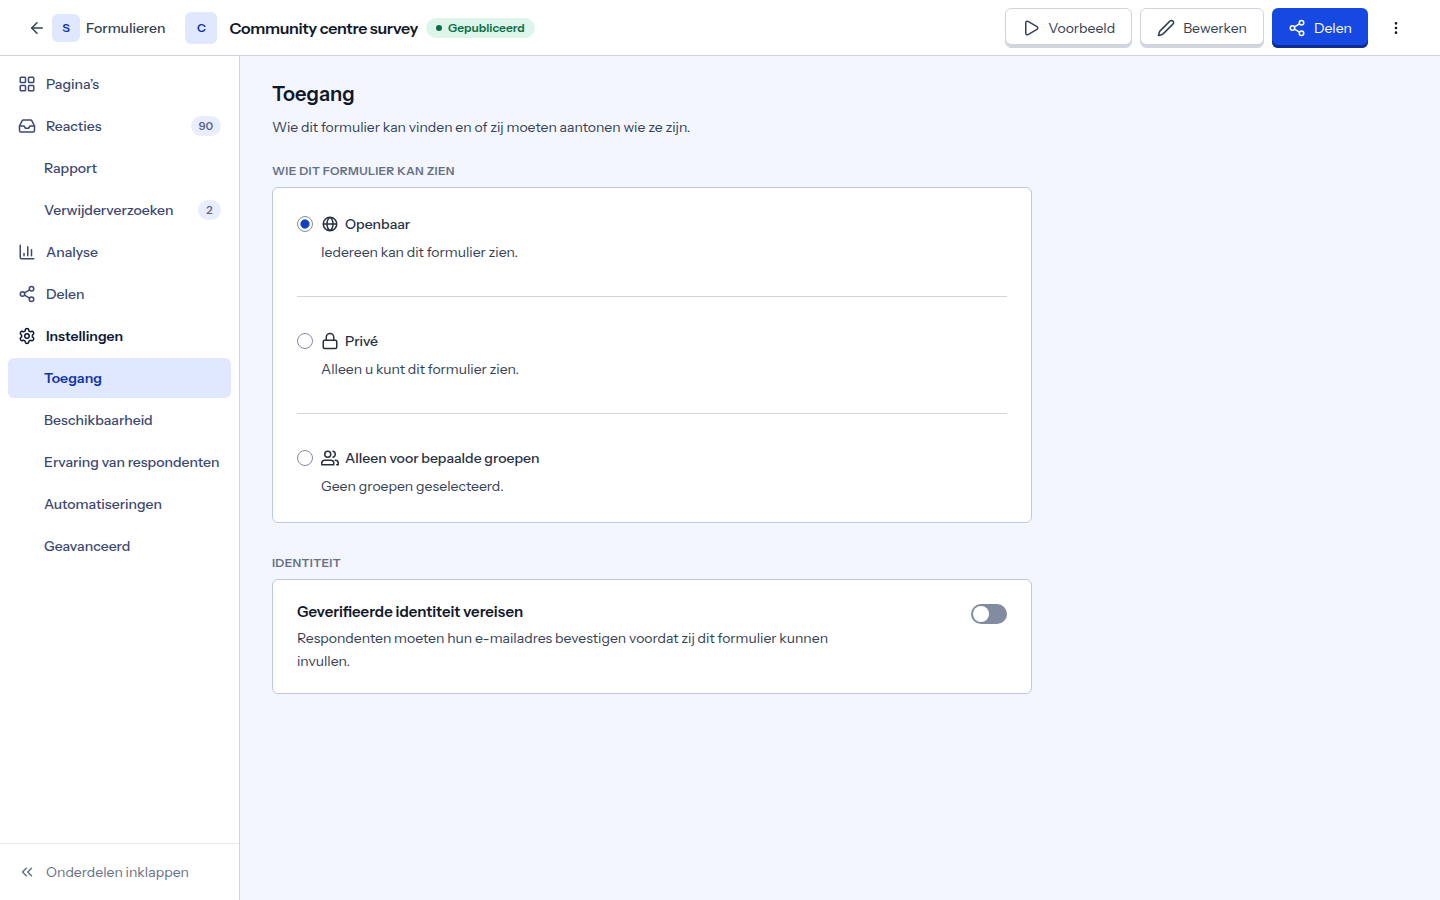 S Formulieren C Community centre survey Gepubliceerd Voorbeeld Bewerken Delen
Pagina's
Reacties 90
Rapport
Verwijderverzoeken 2
Analyse
Delen
Instellingen
Toegang
Beschikbaarheid
Ervaring van respondenten
Automatiseringen
Geavanceerd
Onderdelen inklappen
Toegang
Wie dit formulier kan vinden en of zij moeten aantonen wie ze zijn.
WIE DIT FORMULIER KAN ZIEN
Openbaar
Iedereen kan dit formulier zien.
Privé
Alleen u kunt dit formulier zien.
Alleen voor bepaalde groepen
Geen groepen geselecteerd.
IDENTITEIT
Geverifieerde identiteit vereisen
Respondenten moeten hun e-mailadres bevestigen voordat zij dit formulier kunnen
invullen.